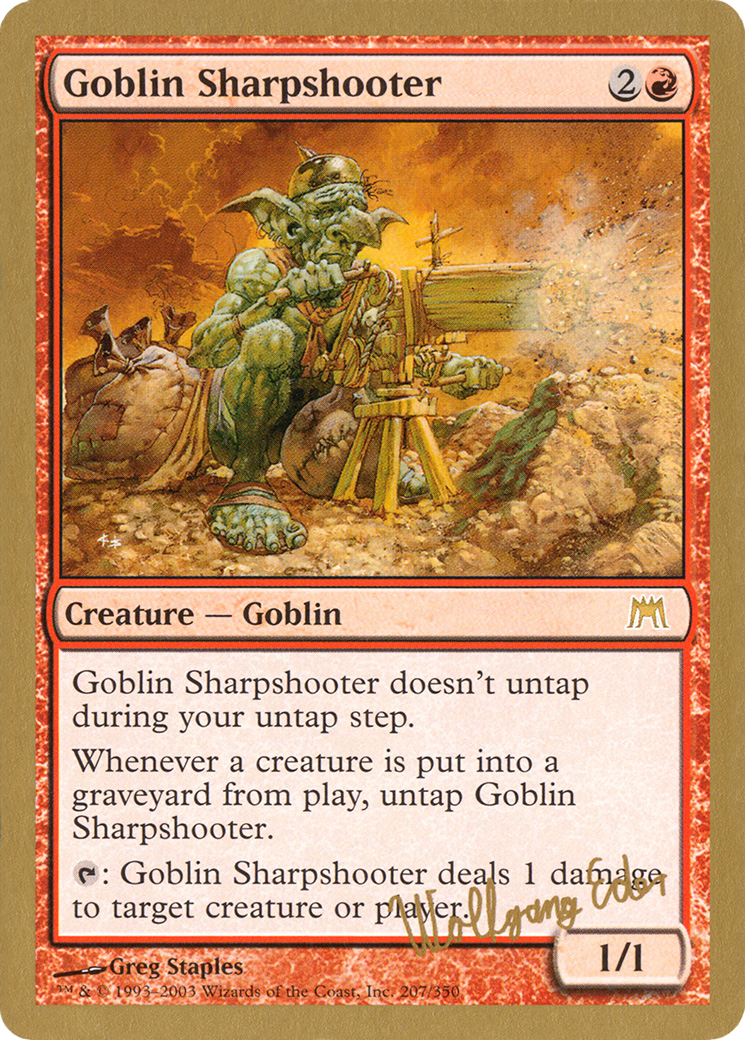 Goblin Sharpshooter 2
Creature — Goblin
Goblin Sharpshooter doesn't untap
during your untap step.
Whenever a creature is put into a
graveyard from play, untap Goblin
Sharpshooter.
: Goblin Sharpshooter deals 1 damage
to target creature or player.
Wolfgang Eder
1/1
Greg Staples
™ & © 1993–2003 Wizards of the Coast, Inc. 207/350